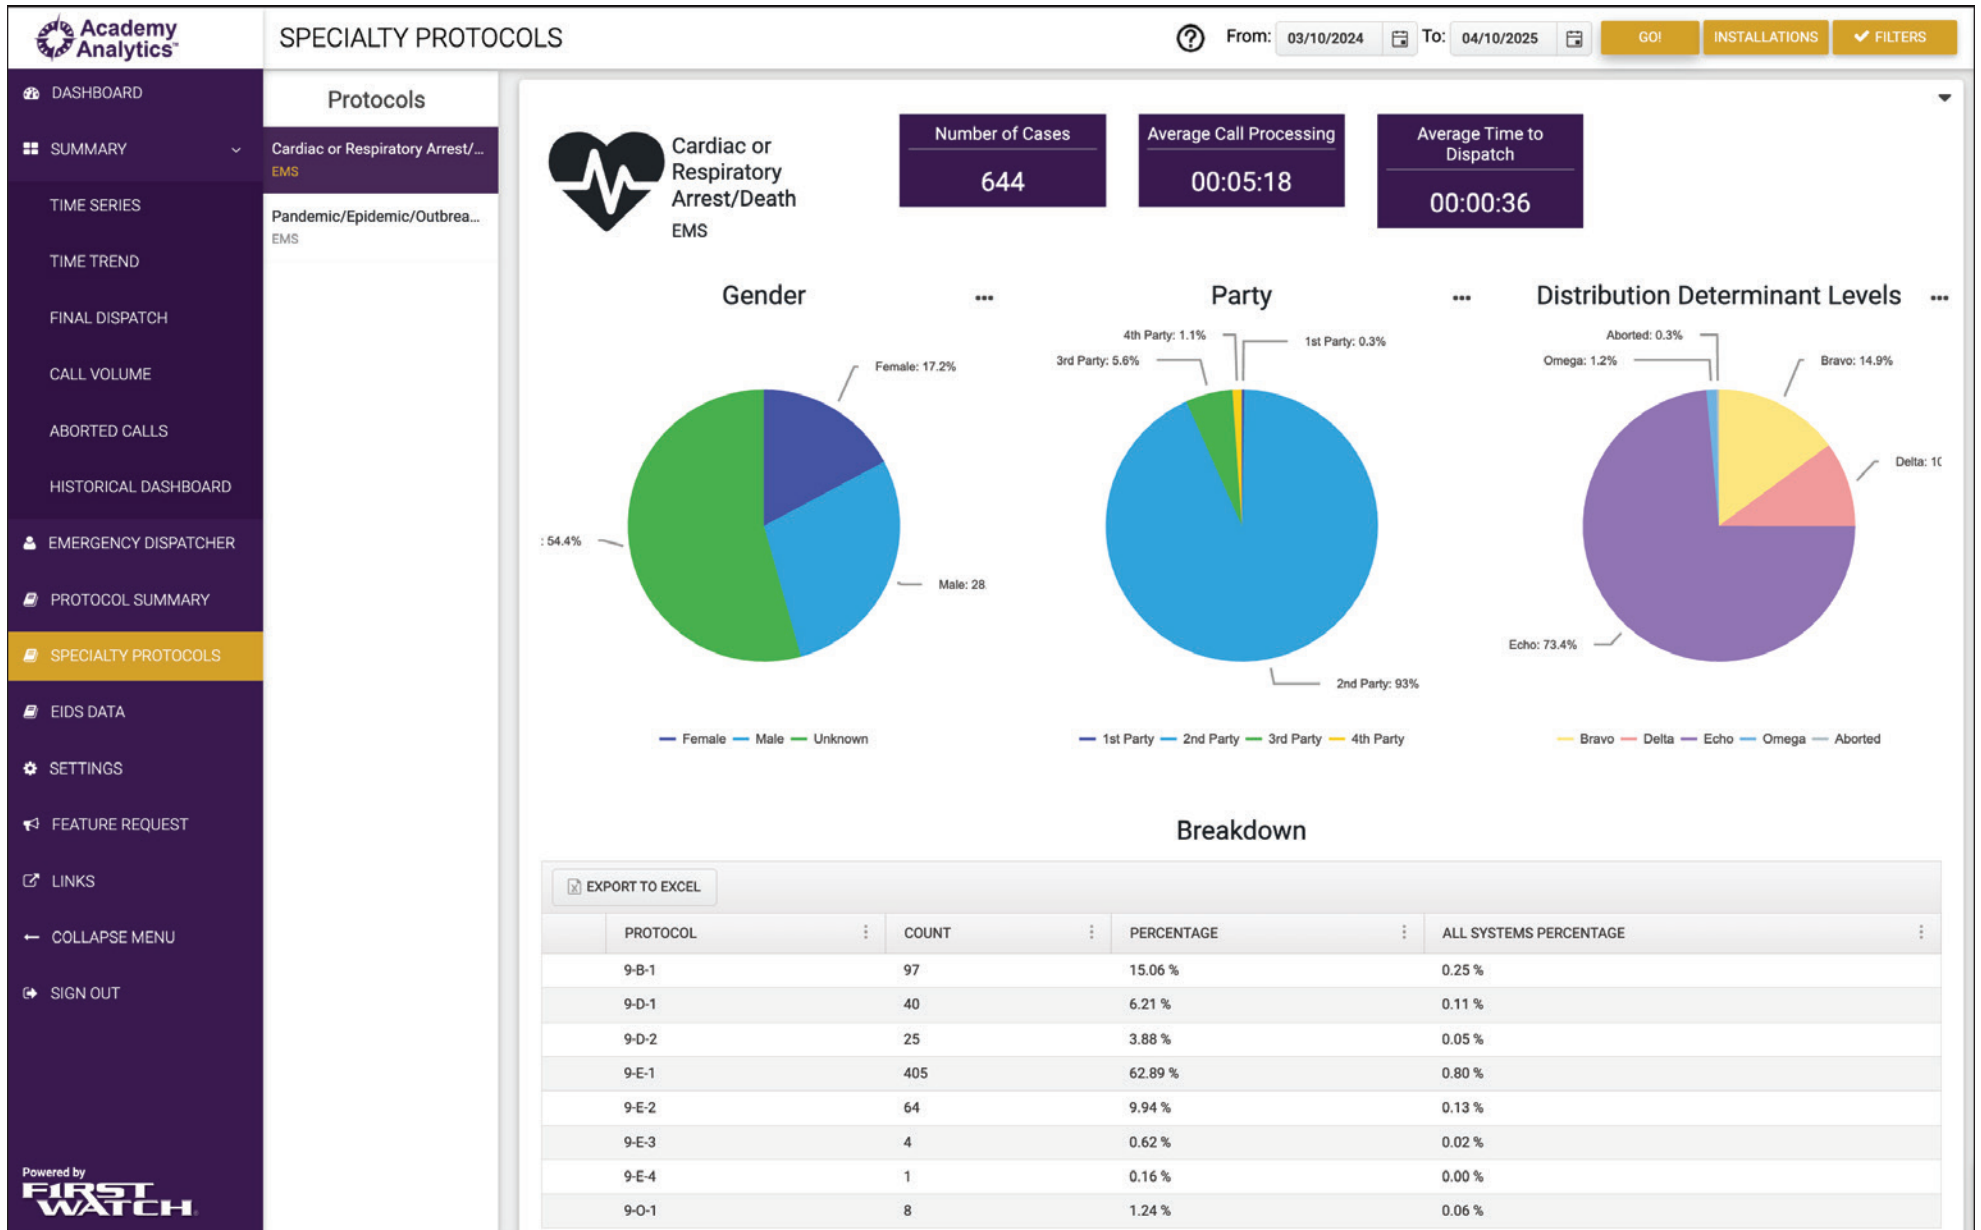 Academy
Analytics™
SPECIALTY PROTOCOLS
From: 03/10/2024 To: 04/10/2025 GO! INSTALLATIONS FILTERS
DASHBOARD
SUMMARY
TIME SERIES
TIME TREND
FINAL DISPATCH
CALL VOLUME
ABORTED CALLS
HISTORICAL DASHBOARD
EMERGENCY DISPATCHER
PROTOCOL SUMMARY
SPECIALTY PROTOCOLS
EIDS DATA
SETTINGS
FEATURE REQUEST
LINKS
COLLAPSE MENU
SIGN OUT
Powered by
FIRST
WATCH
Protocols
Cardiac or Respiratory Arrest/...
EMS
Pandemic/Epidemic/Outbrea...
EMS
Cardiac or
Respiratory
Arrest/Death
EMS
Number of Cases
644
Average Call Processing
00:05:18
Average Time to
Dispatch
00:00:36
Gender
Female: 17.2%
: 54.4%
Male: 28
Female Male Unknown
Party
4th Party: 1.1%
1st Party: 0.3%
3rd Party: 5.6%
2nd Party: 93%
1st Party 2nd Party 3rd Party 4th Party
Distribution Determinant Levels
Aborted: 0.3%
Omega: 1.2%
Bravo: 14.9%
Delta: 10
Echo: 73.4%
Bravo Delta Echo Omega Aborted
Breakdown
EXPORT TO EXCEL
PROTOCOL COUNT PERCENTAGE ALL SYSTEMS PERCENTAGE
9-B-1 97 15.06 % 0.25 %
9-D-1 40 6.21 % 0.11 %
9-D-2 25 3.88 % 0.05 %
9-E-1 405 62.89 % 0.80 %
9-E-2 64 9.94 % 0.13 %
9-E-3 4 0.62 % 0.02 %
9-E-4 1 0.16 % 0.00 %
9-O-1 8 1.24 % 0.06 %